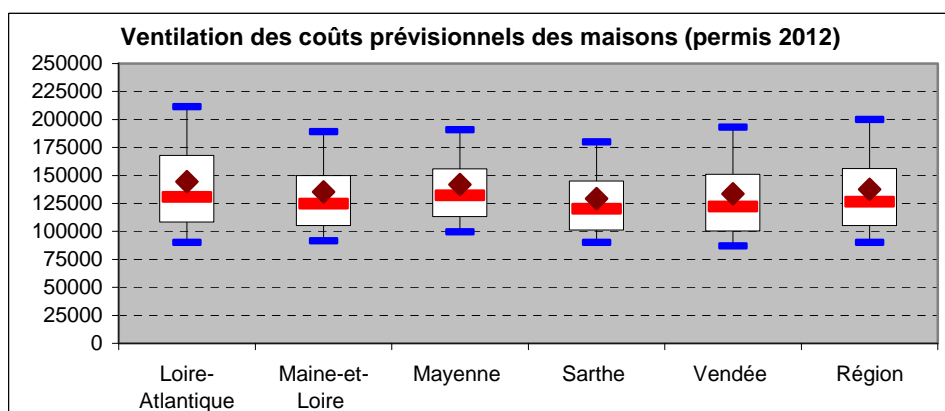 Ventilation des coûts prévisionnels des maisons (permis 2012)
250000
225000
200000
175000
150000
125000
100000
75000
50000
25000
0
Loire-
Atlantique
Maine-et-
Loire
Mayenne
Sarthe
Vendée
Région